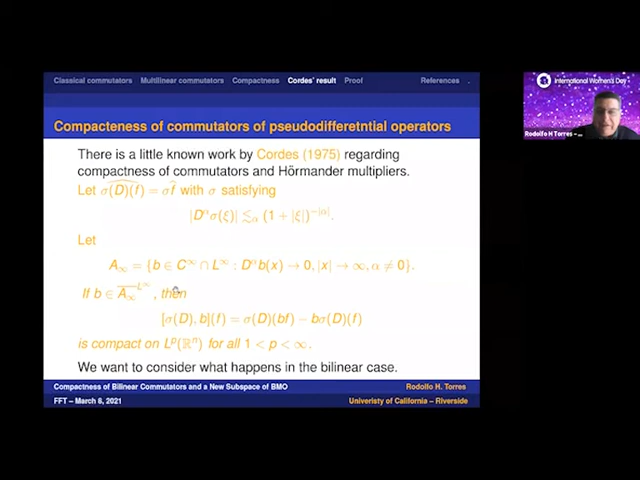 Classical commutators Multilinear commutators Compactness Cordes' result Proof References .
Compacteness of commutators of pseudodifferetntial operators
There is a little known work by Cordes (1975) regarding
compactness of commutators and Hörmander multipliers.
Let \widehat{σ(D)(f)} = σ\widehat{f} with σ satisfying
|D^α σ(ξ)| ≲_α (1 + |ξ|)^{−|α|}.
Let
A_∞ = {b ∈ C^∞ ∩ L^∞ : D^α b(x) → 0, |x| → ∞, α ≠ 0}.
If b ∈ \overline{A_∞}^{L^∞}, then
[σ(D), b](f) = σ(D)(bf) − bσ(D)(f)
is compact on L^p(ℝ^n) for all 1 < p < ∞.
We want to consider what happens in the bilinear case.
Compactness of Bilinear Commutators and a New Subspace of BMO Rodolfo H. Torres
FFT – March 8, 2021 Univeristy of California – Riverside
International Women's Day
Rodolfo H Torres - ...